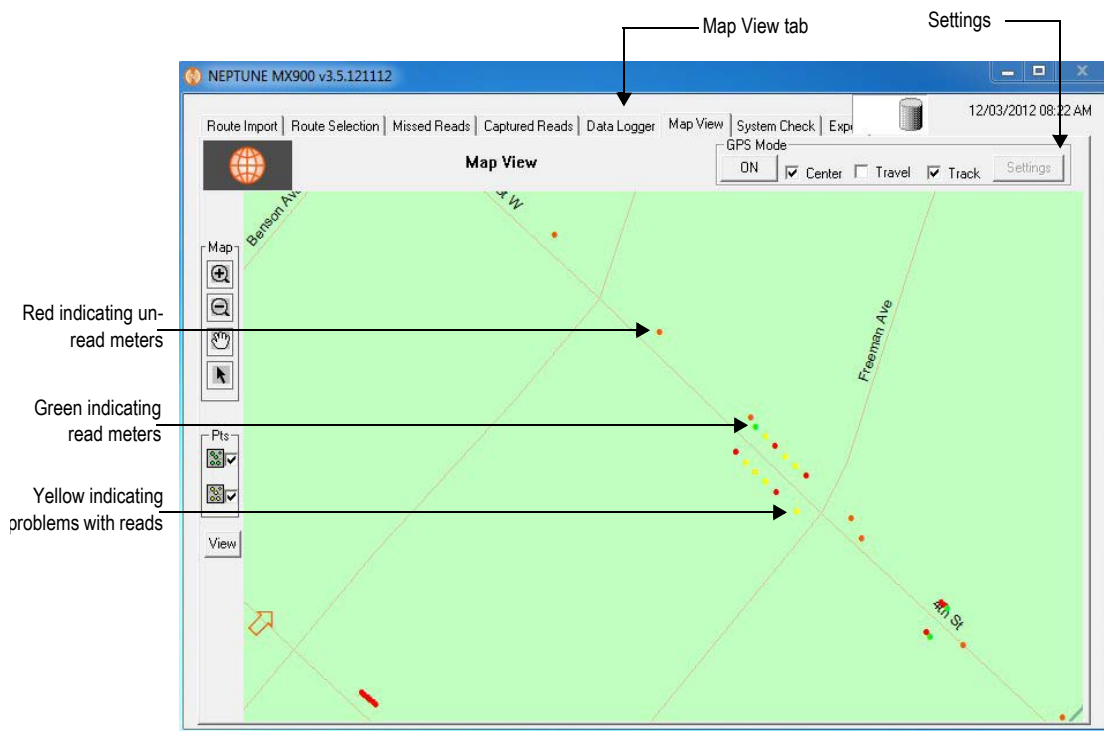 Map View tab
Settings
NEPTUNE MX900 v3.5.121112
12/03/2012 08:22 AM
Route Import
Route Selection
Missed Reads
Captured Reads
Data Logger
Map View
System Check
Map View
GPS Mode
ON
Center
Travel
Track
Settings
Benson Ave
W
Map
Freeman Ave
Red indicating un-
read meters
Green indicating
read meters
Pts
Yellow indicating
problems with reads
View
4th St